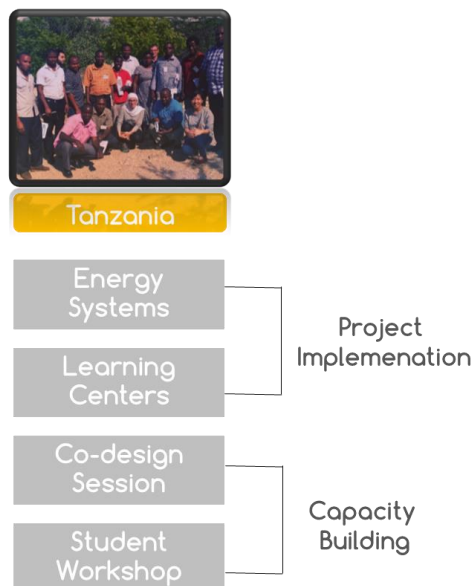 Tanzania
Energy
Systems
Project
Implemenation
Learning
Centers
Co-design
Session
Capacity
Building
Student
Workshop